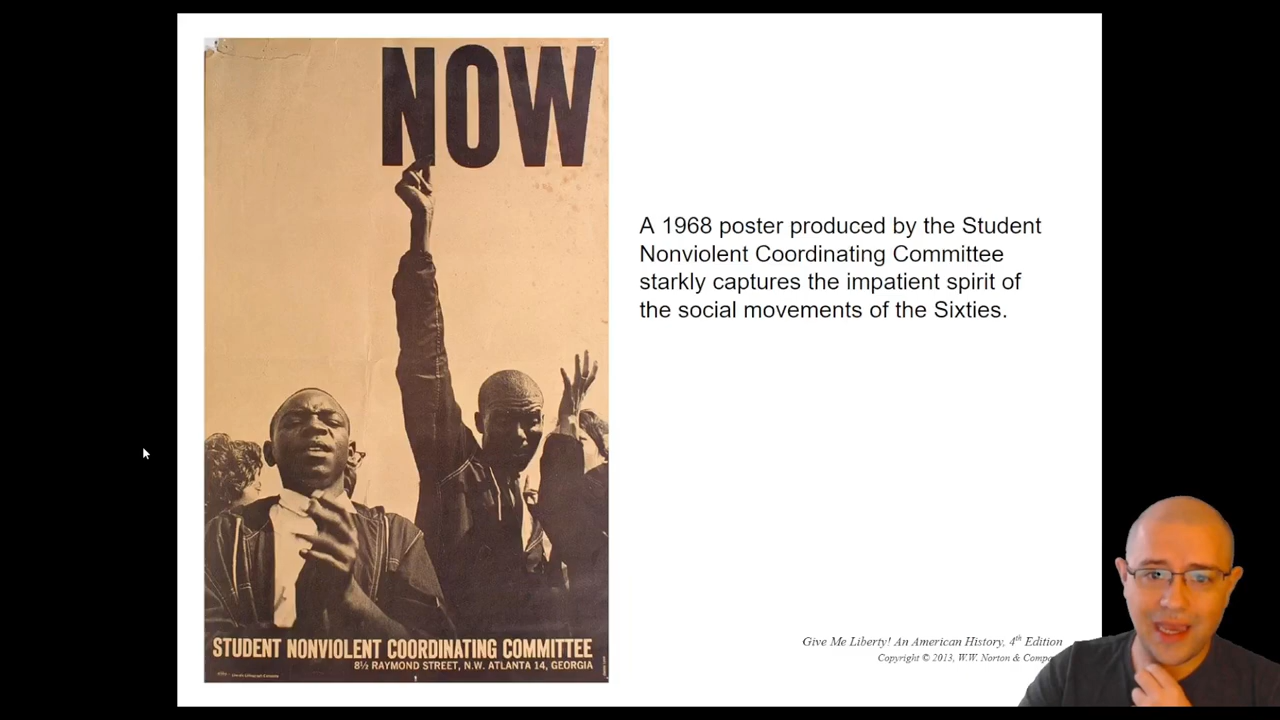 NOW
STUDENT NONVIOLENT COORDINATING COMMITTEE
8½ RAYMOND STREET, N.W. ATLANTA 14, GEORGIA
A 1968 poster produced by the Student
Nonviolent Coordinating Committee
starkly captures the impatient spirit of
the social movements of the Sixties.
Give Me Liberty! An American History, 4th Edition
Copyright © 2013, W.W. Norton &